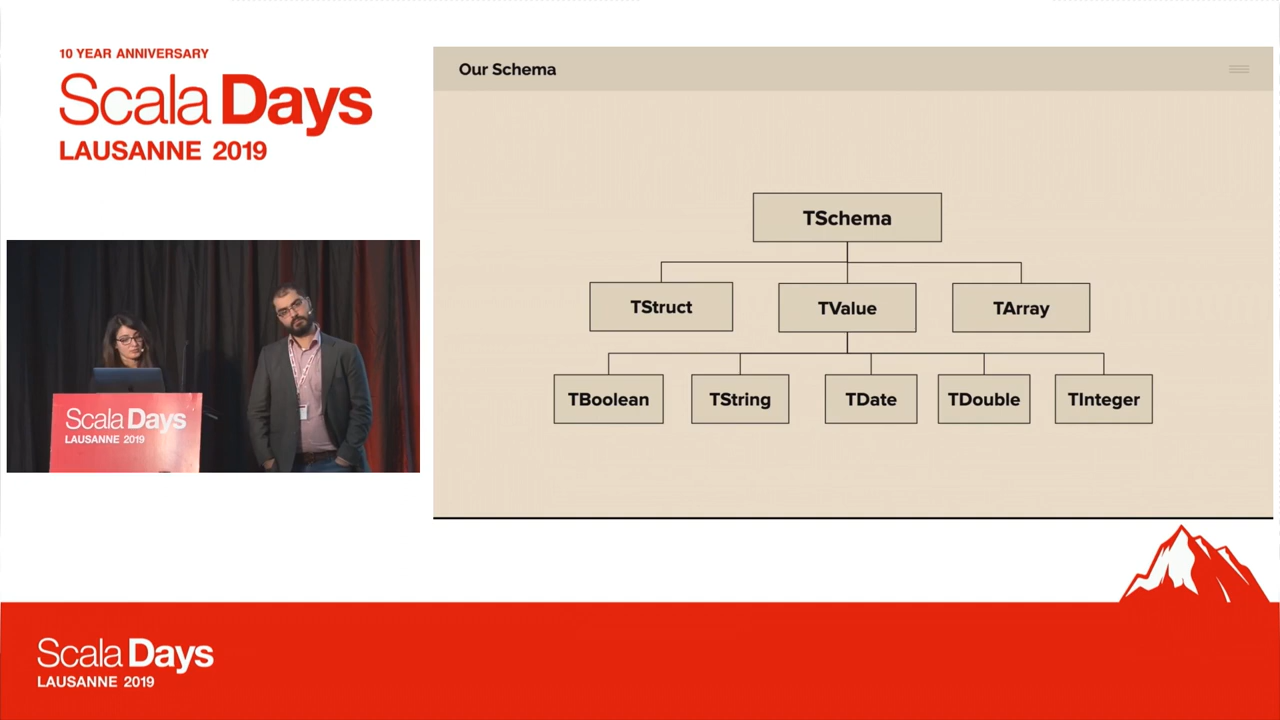 10 YEAR ANNIVERSARY
Scala Days
LAUSANNE 2019
Our Schema
TSchema
TStruct
TValue
TArray
TBoolean
TString
TDate
TDouble
TInteger
Scala Days
LAUSANNE 2019
Scala Days
LAUSANNE 2019